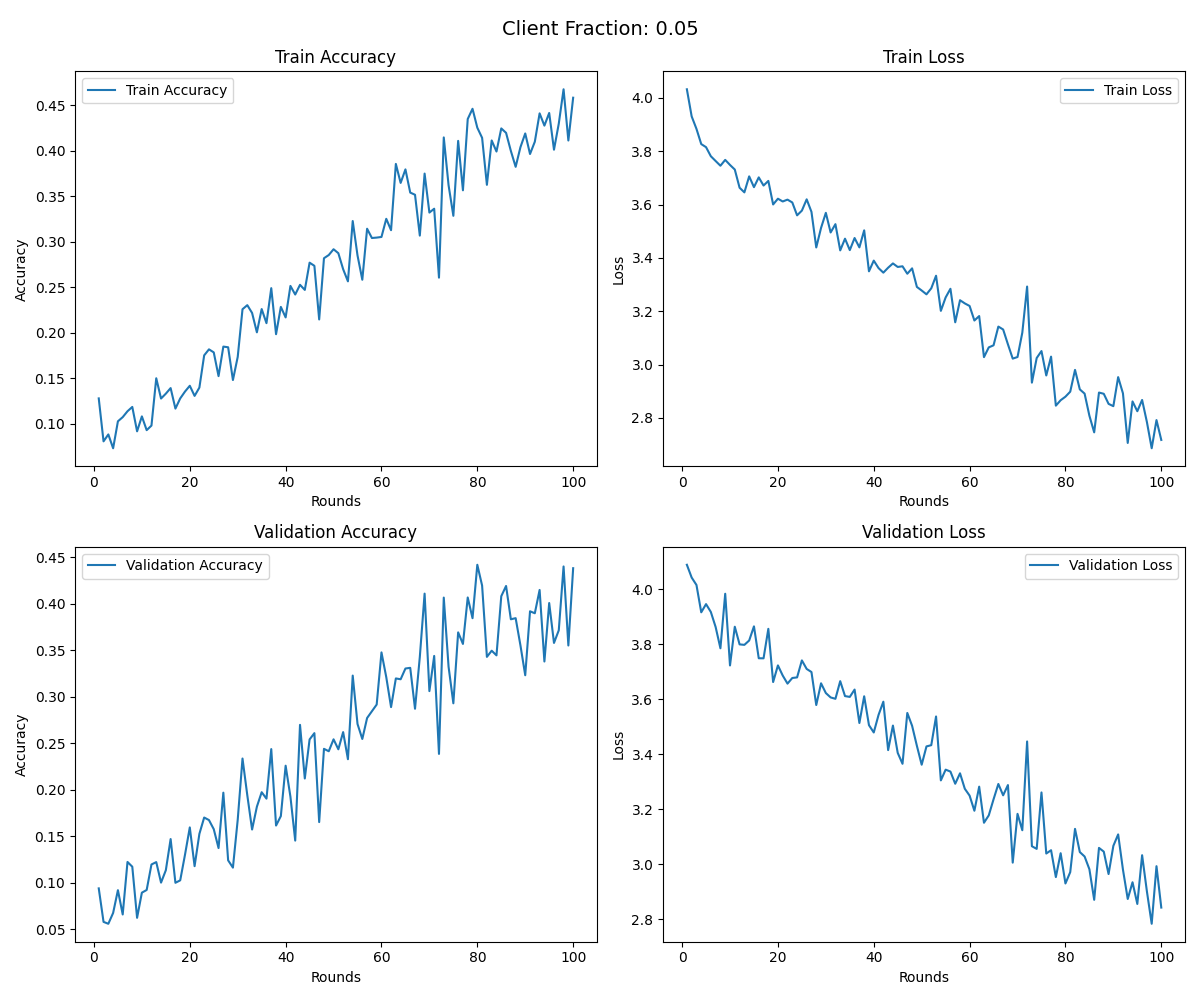 Client Fraction: 0.05
Train Accuracy
Train Accuracy
0.45
0.40
0.35
0.30
0.25
0.20
0.15
0.10
Accuracy
0 20 40 60 80 100
Rounds
Train Loss
Train Loss
4.0
3.8
3.6
3.4
3.2
3.0
2.8
Loss
0 20 40 60 80 100
Rounds
Validation Accuracy
Validation Accuracy
0.45
0.40
0.35
0.30
0.25
0.20
0.15
0.10
0.05
Accuracy
0 20 40 60 80 100
Rounds
Validation Loss
Validation Loss
4.0
3.8
3.6
3.4
3.2
3.0
2.8
Loss
0 20 40 60 80 100
Rounds